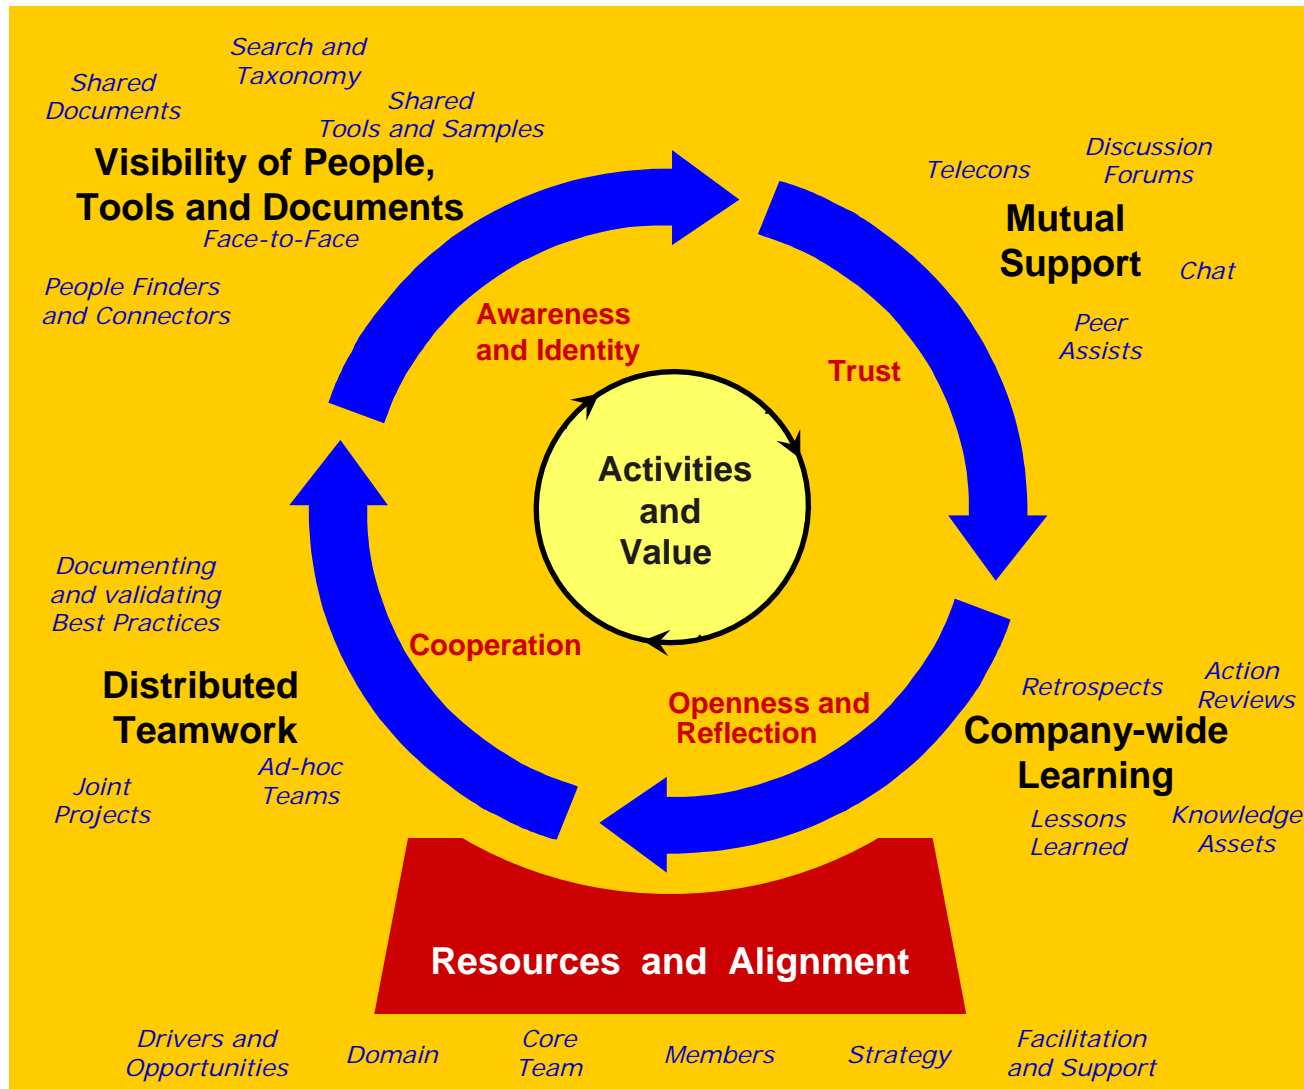 Search and
Taxonomy
Shared
Documents
Shared
Tools and Samples
Visibility of People,
Tools and Documents
Face-to-Face
People Finders
and Connectors
Telecons
Discussion
Forums
Mutual
Support
Chat
Peer
Assists
Awareness
and Identity
Trust
Activities
and
Value
Documenting
and validating
Best Practices
Cooperation
Distributed
Teamwork
Joint
Projects
Ad-hoc
Teams
Openness and
Reflection
Retrospects
Action
Reviews
Company-wide
Learning
Lessons
Learned
Knowledge
Assets
Resources and Alignment
Drivers and
Opportunities
Domain
Core
Team
Members
Strategy
Facilitation
and Support